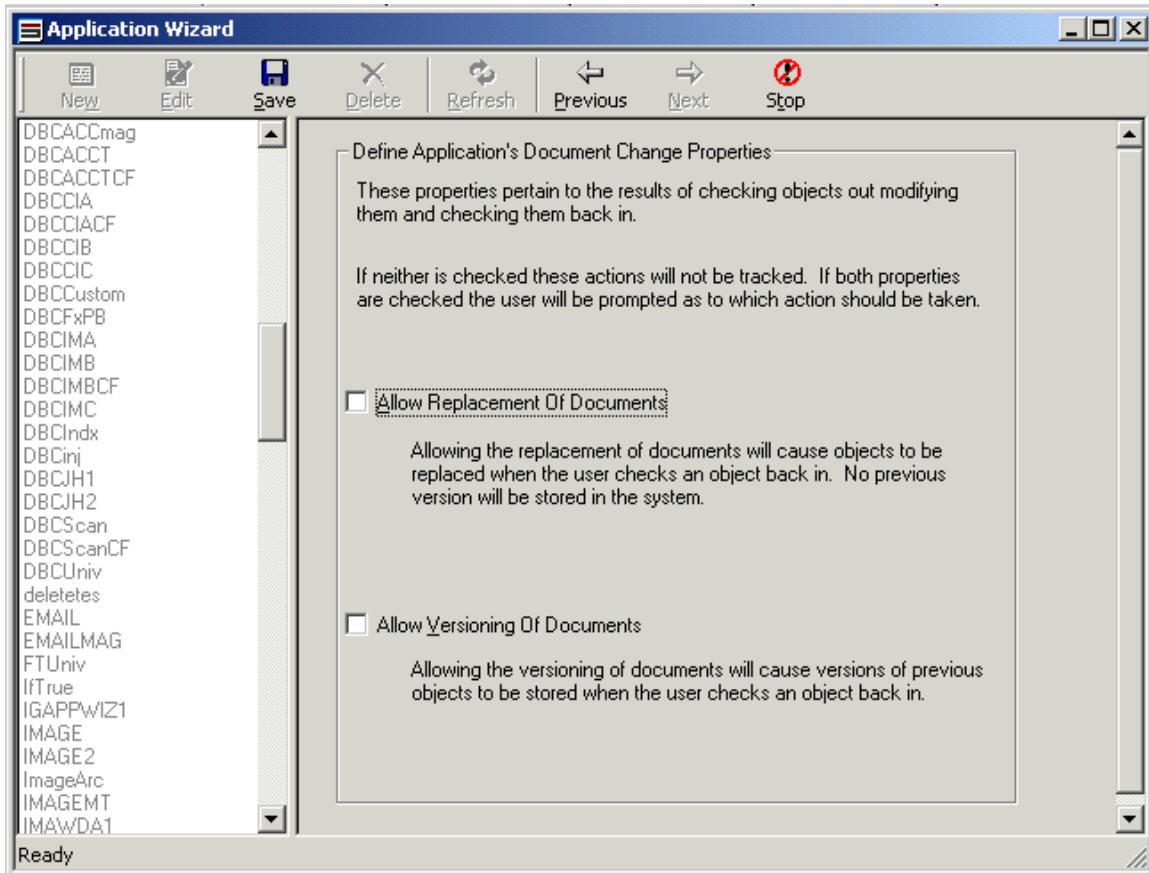 Application Wizard
New Edit Save Delete Refresh Previous Next Stop
DBCACCmag
DBCACCT
DBCACCTCF
DBCCIA
DBCCIACF
DBCCIB
DBCCIC
DBCCustom
DBCFxPB
DBCIMA
DBCIMB
DBCIMBCF
DBCIMC
DBCIndx
DBCinj
DBCJH1
DBCJH2
DBCScan
DBCScanCF
DBCUniv
deletetes
EMAIL
EMAILMAG
FTUniv
IfTrue
IGAPPWIZ1
IMAGE
IMAGE2
ImageArc
IMAGEMT
IMAWDA1
Define Application's Document Change Properties
These properties pertain to the results of checking objects out modifying
them and checking them back in.
If neither is checked these actions will not be tracked. If both properties
are checked the user will be prompted as to which action should be taken.
Allow Replacement Of Documents
Allowing the replacement of documents will cause objects to be
replaced when the user checks an object back in. No previous
version will be stored in the system.
Allow Versioning Of Documents
Allowing the versioning of documents will cause versions of previous
objects to be stored when the user checks an object back in.
Ready